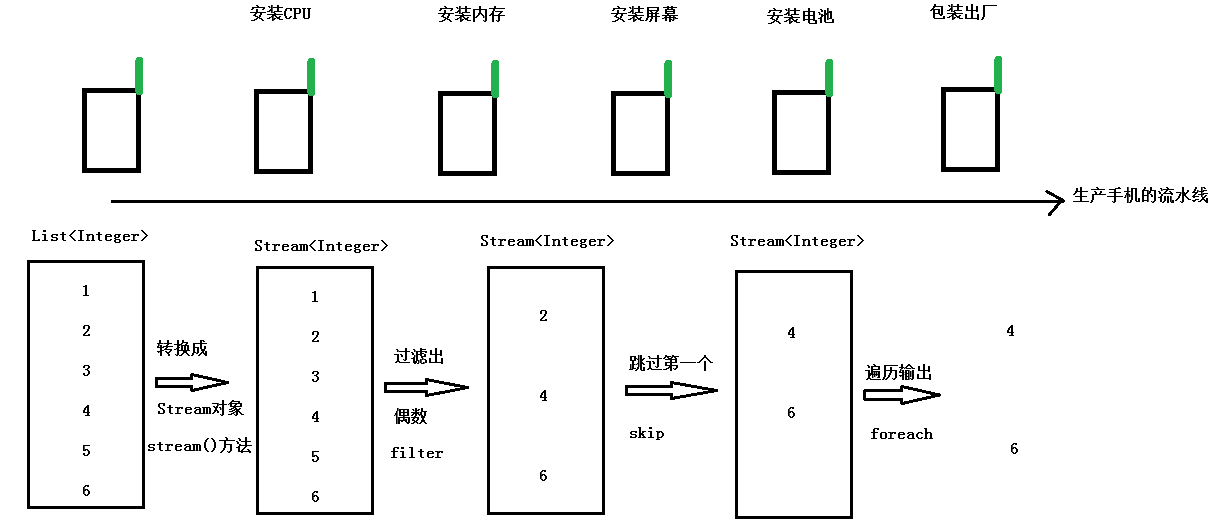 安装CPU
安装内存
安装屏幕
安装电池
包装出厂
生产手机的流水线
List<Integer>
1
2
3
4
5
6
转换成
Stream对象
stream()方法
Stream<Integer>
1
2
3
4
5
6
过滤出
偶数
filter
Stream<Integer>
2
4
6
跳过第一个
skip
Stream<Integer>
4
6
遍历输出
foreach
4
6